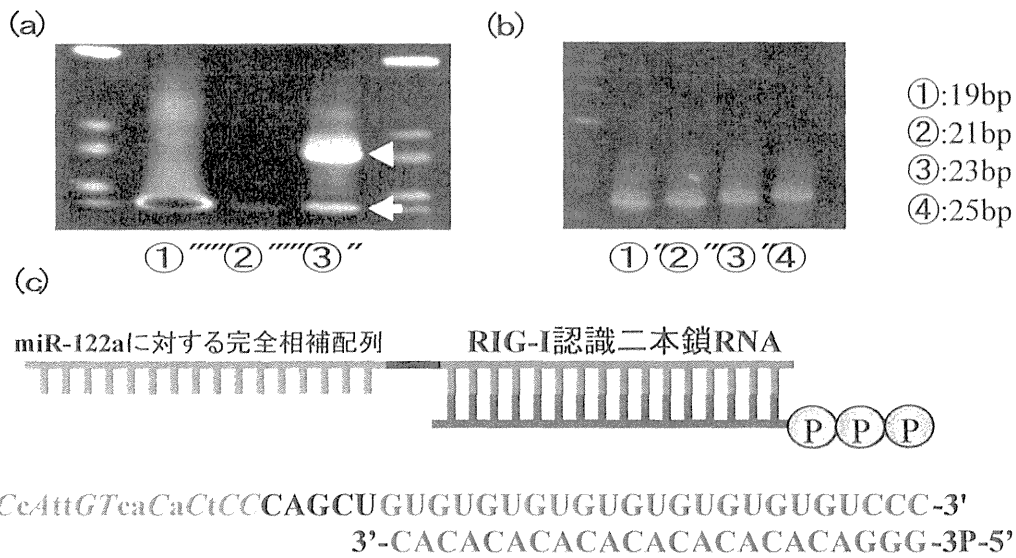 (a)
(b)
①:19bp
②:21bp
③:23bp
④:25bp
① ② ③
① ② ③ ④
(c)
miR-122aに対する完全相補配列
RIG-I認識二本鎖RNA
P P P
CcAttGTcaCaCtCCCAGCUGUGUGUGUGUGUGUGUGUGUCCC-3'
3'-CACACACACACACACACACAGGG-3P-5'